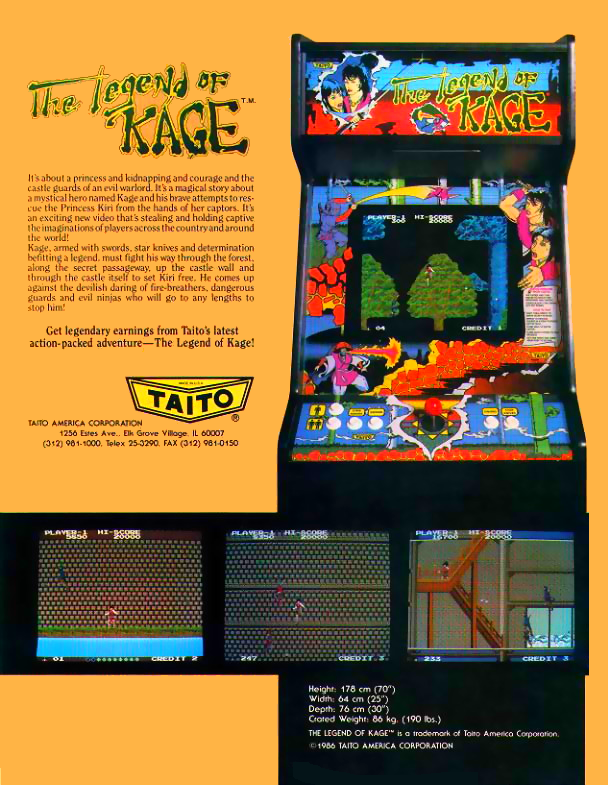 The Legend OF
KAGE T.M.
It's about a princess and kidnapping and courage and the
castle guards of an evil warlord. It's a magical story about
a mystical hero named Kage and his brave attempts to res-
cue the Princess Kiri from the hands of her captors. It's
an exciting new video that's stealing and holding captive
the imaginations of players across the country and around
the world!
Kage, armed with swords, star knives and determination
befitting a legend, must fight his way through the forest,
along the secret passageway, up the castle wall and
through the castle itself to set Kiri free. He comes up
against the devilish daring of fire-breathers, dangerous
guards and evil ninjas who will go to any lengths to
stop him!
Get legendary earnings from Taito's latest
action-packed adventure—The Legend of Kage!
MADE IN U.S.A.
TAITO ®
TAITO AMERICA CORPORATION
1256 Estes Ave., Elk Grove Village, IL 60007
(312) 981-1000, Telex 25-3290, FAX (312) 981-0150
TAITO
The Legend OF
KAGE
PLAYER-1 HI-SCORE
300 20000
04 CREDIT
TAITO
TAITO
PLAYER-1 HI-SCORE
5650 20000
01 CREDIT 2
PLAYER-1 HI-SCORE
5350 20000
247 CREDIT 3
PLAYER-1 HI-SCORE
16700 20000
233 CREDIT 3
Height: 178 cm (70")
Width: 64 cm (25")
Depth: 76 cm (30")
Crated Weight: 86 kg. (190 lbs.)
THE LEGEND OF KAGE™ is a trademark of Taito America Corporation.
©1986 TAITO AMERICA CORPORATION